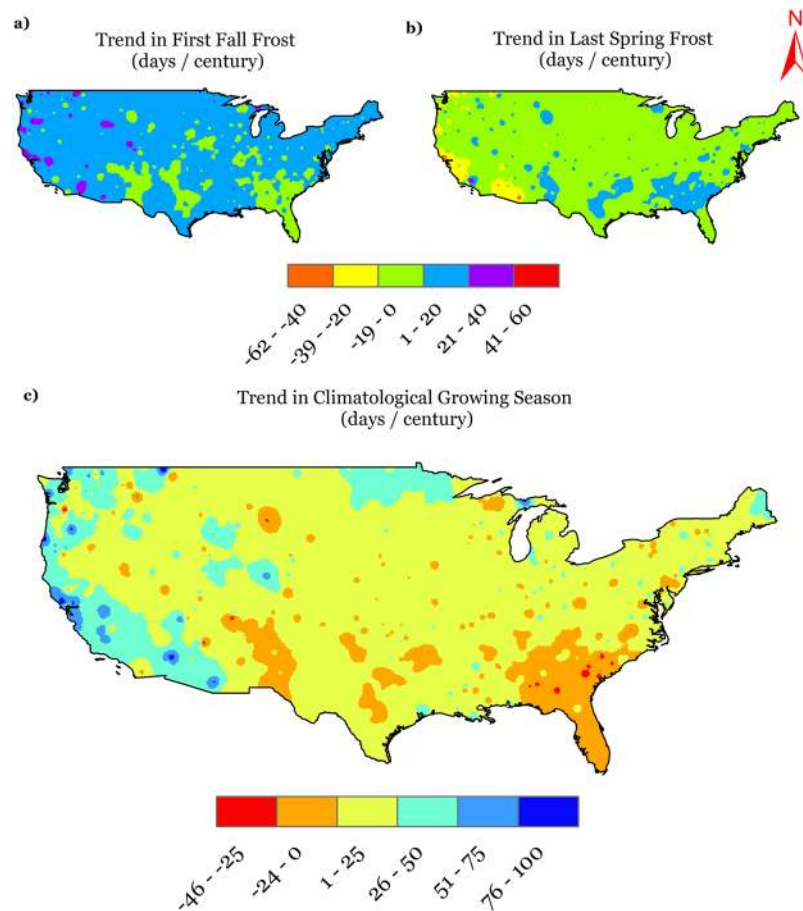 a)
Trend in First Fall Frost
(days / century)
b)
Trend in Last Spring Frost
(days / century)
N
-62 - -40
-39 - -20
-19 - 0
1 - 20
21 - 40
41 - 60
c)
Trend in Climatological Growing Season
(days / century)
-46 - -25
-24 - 0
1 - 25
26 - 50
51 - 75
76 - 100